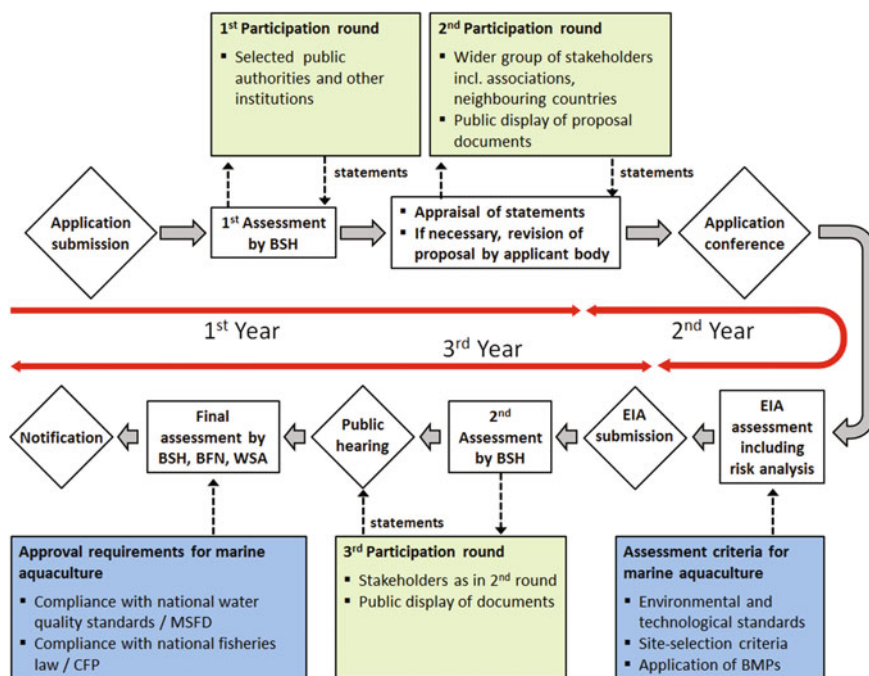 1st Participation round
▪ Selected public
authorities and other
institutions
2nd Participation round
▪ Wider group of stakeholders
incl. associations,
neighbouring countries
▪ Public display of proposal
documents
statements
statements
Application
submission
1st Assessment
by BSH
▪ Appraisal of statements
▪ If necessary, revision of
proposal by applicant body
Application
conference
1st Year
2nd Year
3rd Year
Notification
Final
assessment by
BSH, BFN, WSA
Public
hearing
2nd
Assessment
by BSH
EIA
submission
EIA
assessment
including
risk analysis
statements
Approval requirements for marine
aquaculture
▪ Compliance with national water
quality standards / MSFD
▪ Compliance with national fisheries
law / CFP
3rd Participation round
▪ Stakeholders as in 2nd round
▪ Public display of documents
Assessment criteria for
marine aquaculture
▪ Environmental and
technological standards
▪ Site-selection criteria
▪ Application of BMPs